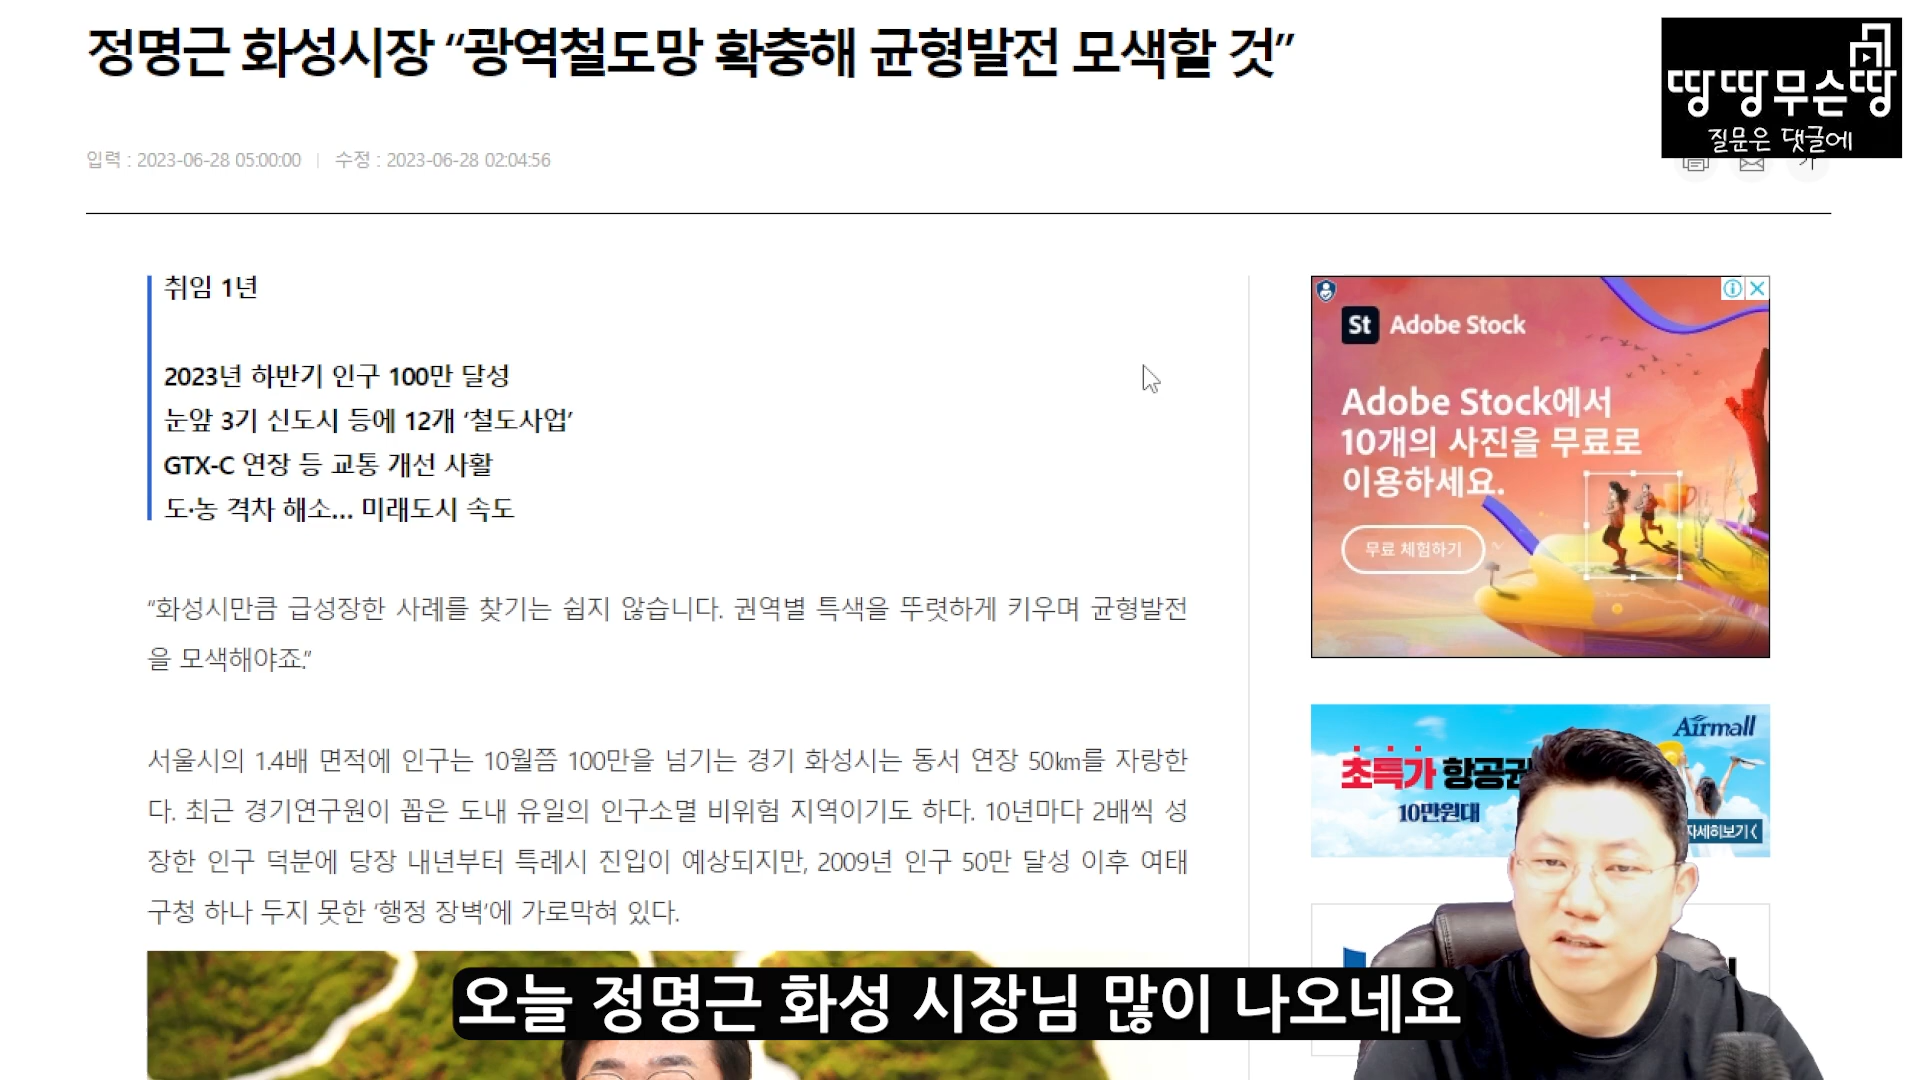 정명근 화성시장 “광역철도망 확충해 균형발전 모색할 것”
땅땅무슨땅
질문은 댓글에
입력 : 2023-06-28 05:00:00 | 수정 : 2023-06-28 02:04:56
가
취임 1년
2023년 하반기 인구 100만 달성
눈앞 3기 신도시 등에 12개 ‘철도사업’
GTX-C 연장 등 교통 개선 사활
도·농 격차 해소... 미래도시 속도
“화성시만큼 급성장한 사례를 찾기는 쉽지 않습니다. 권역별 특색을 뚜렷하게 키우며 균형발전
을 모색해야죠.”
서울시의 1.4배 면적에 인구는 10월쯤 100만을 넘기는 경기 화성시는 동서 연장 50㎞를 자랑한
다. 최근 경기연구원이 꼽은 도내 유일의 인구소멸 비위험 지역이기도 하다. 10년마다 2배씩 성
장한 인구 덕분에 당장 내년부터 특례시 진입이 예상되지만, 2009년 인구 50만 달성 이후 여태
구청 하나 두지 못한 ‘행정 장벽’에 가로막혀 있다.
St Adobe Stock
Adobe Stock에서
10개의 사진을 무료로
이용하세요.
무료 체험하기
Airmall
초특가 항공권
10만원대
자세히보기
오늘 정명근 화성 시장님 많이 나오네요